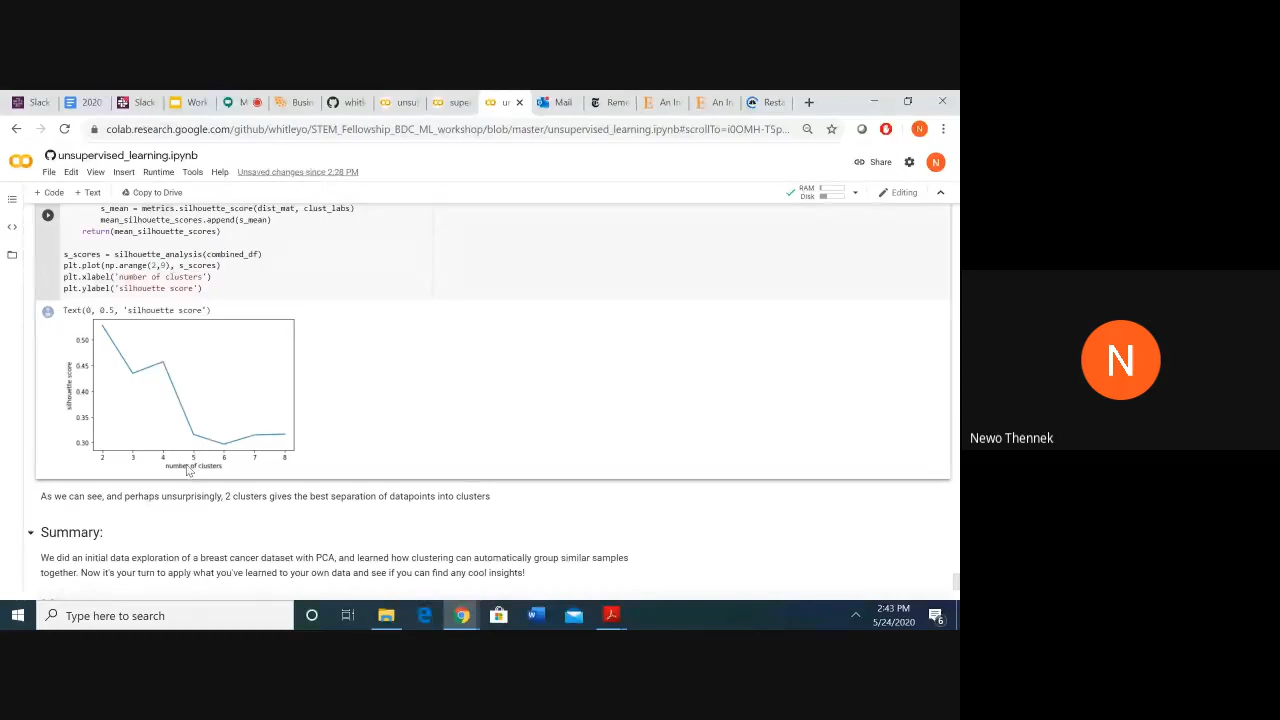 Slack 2020 Slack Work M Busin whitl unsu supe un Mail Reme An In An In Resta
colab.research.google.com/github/whitleyo/STEM_Fellowship_BDC_ML_workshop/blob/master/unsupervised_learning.ipynb#scrollTo=i0OMH-TSp...
N
unsupervised_learning.ipynb
Share
N
File Edit View Insert Runtime Tools Help Unsaved changes since 2:28 PM
+ Code + Text Copy to Drive
RAM
Disk
Editing
s_mean = metrics.silhouette_score(dist_mat, clust_labs)
mean_silhouette_scores.append(s_mean)
return(mean_silhouette_scores)
s_scores = silhouette_analysis(combined_df)
plt.plot(np.arange(2,9), s_scores)
plt.xlabel('number of clusters')
plt.ylabel('silhouette score')
Text(0, 0.5, 'silhouette score')
0.50
0.45
0.40
0.35
0.30
silhouette score
2 3 4 5 6 7 8
number of clusters
As we can see, and perhaps unsurprisingly, 2 clusters gives the best separation of datapoints into clusters
Summary:
We did an initial data exploration of a breast cancer dataset with PCA, and learned how clustering can automatically group similar samples
together. Now it's your turn to apply what you've learned to your own data and see if you can find any cool insights!
Type here to search
2:43 PM
5/24/2020
6
N
Newo Thennek